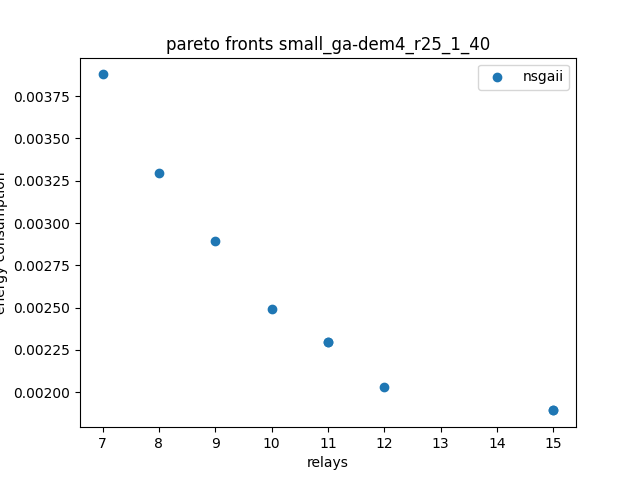 pareto fronts small_ga-dem4_r25_1_40
nsgaii
0.00375
0.00350
0.00325
0.00300
0.00275
0.00250
0.00225
0.00200
energy consumption
7 8 9 10 11 12 13 14 15
relays